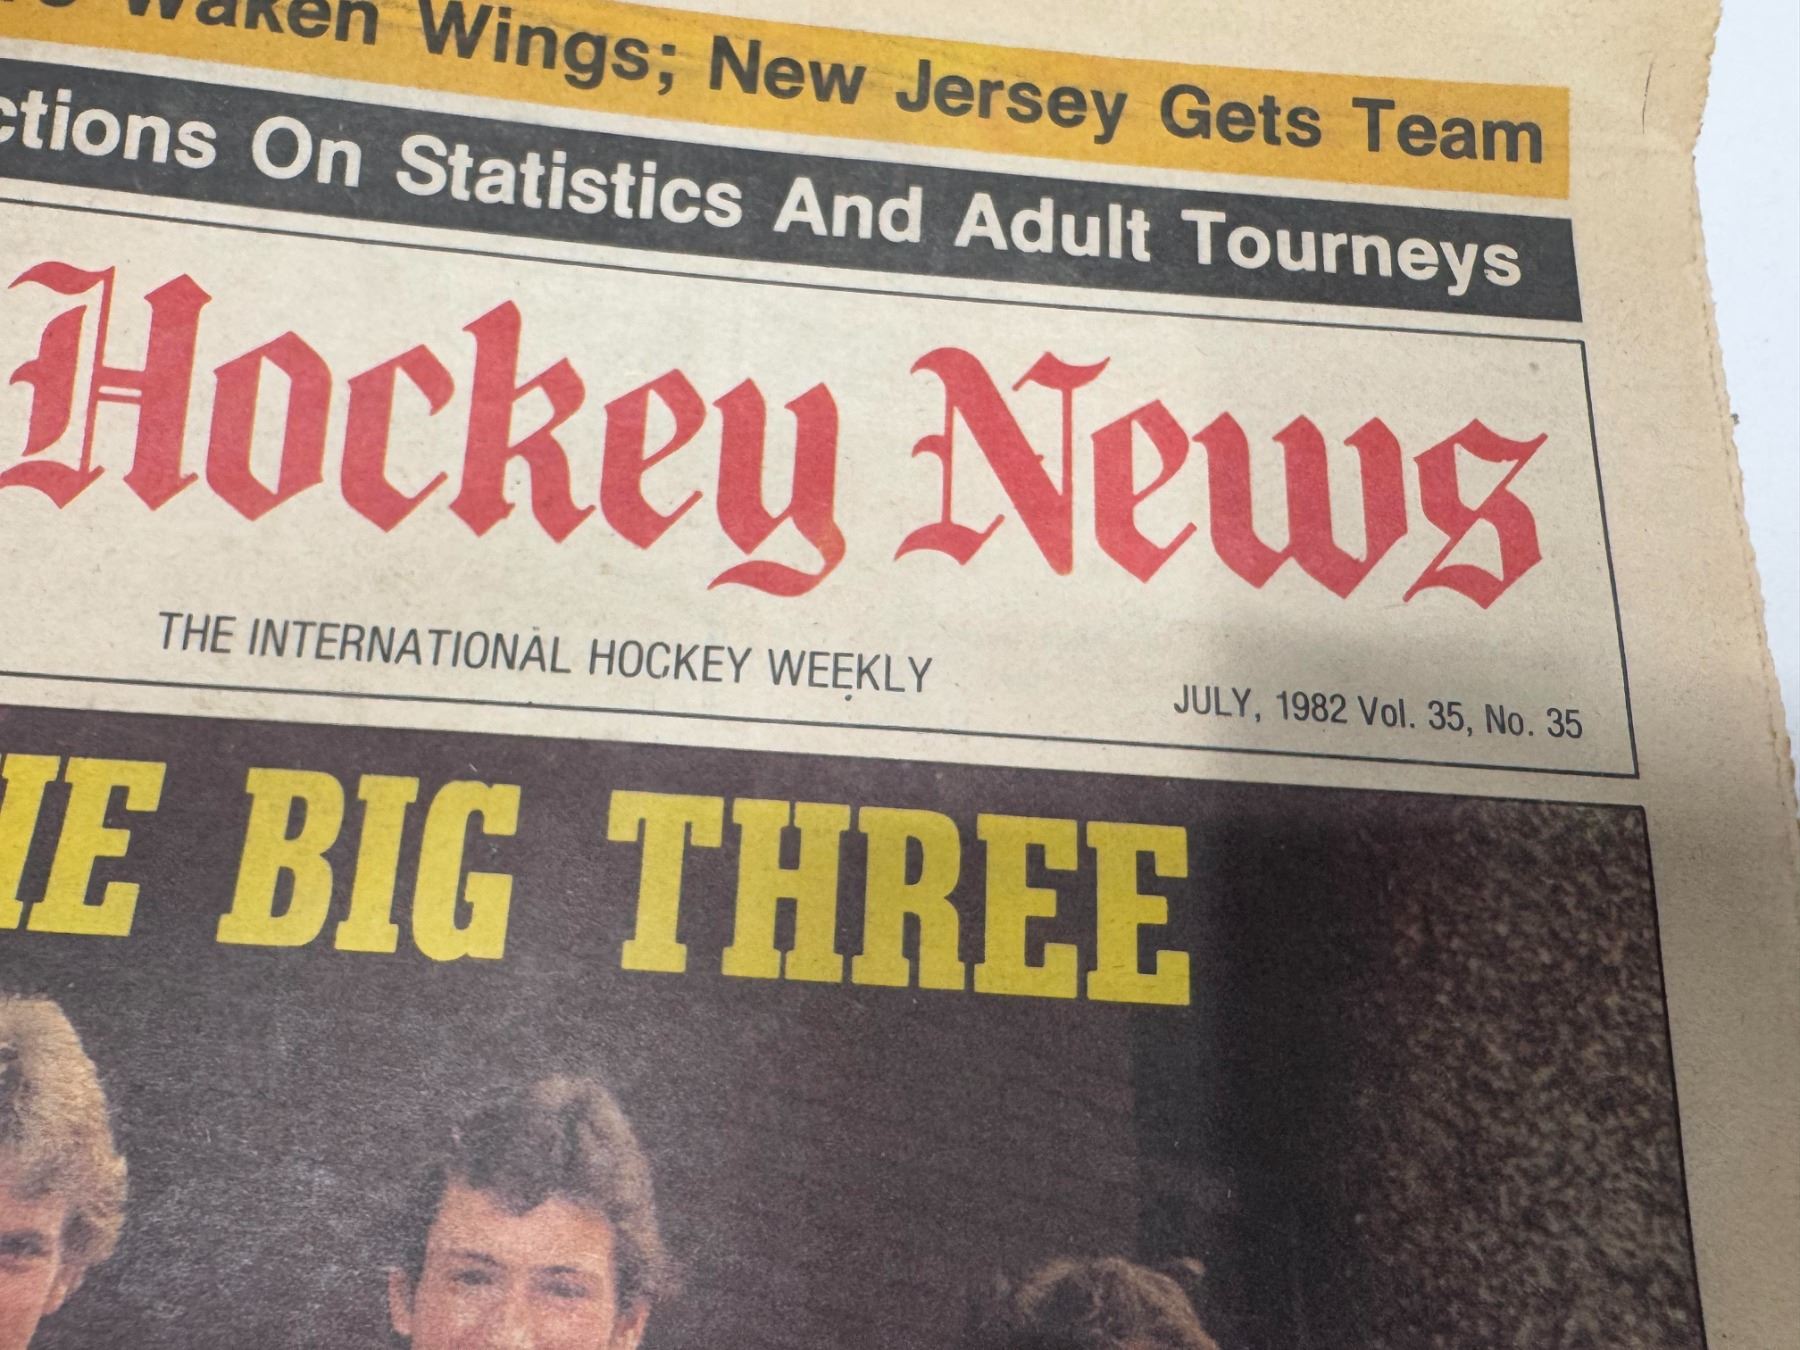 Waken Wings; New Jersey Gets Team
ctions On Statistics And Adult Tourneys
Hockey News
THE INTERNATIONAL HOCKEY WEEKLY
JULY, 1982 Vol. 35, No. 35
HE BIG THREE